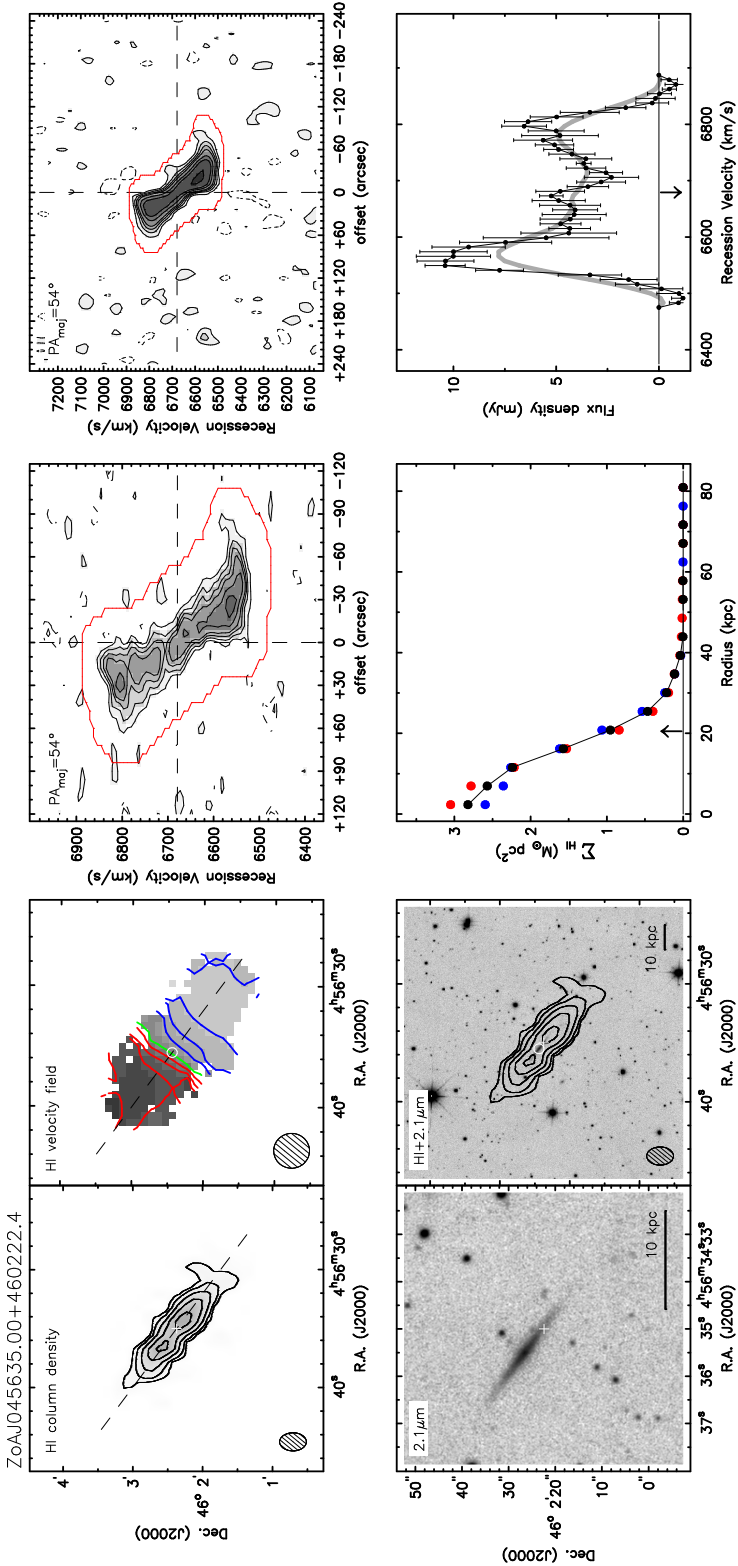 ZoAJ045635.00+460222.4
HI column density
4'
3'
46° 2'
1'
Dec. (J2000)
40s
4h56m30s
R.A. (J2000)
HI velocity field
40s
4h56m30s
R.A. (J2000)
PAmaj=54°
6900
6800
6700
6600
6500
6400
Recession Velocity (km/s)
+120 +90 +60 +30 0 −30 −60 −90 −120
offset (arcsec)
PAmaj=54°
7200
7100
7000
6900
6800
6700
6600
6500
6400
6300
6200
6100
Recession Velocity (km/s)
+240 +180 +120 +60 0 −60 −120 −180 −240
offset (arcsec)
2.1μm
50"
40"
30"
46° 2'20"
10"
0"
Dec. (J2000)
10 kpc
37s 36s 35s 4h56m34s33s
R.A. (J2000)
HI+2.1μm
10 kpc
40s
4h56m30s
R.A. (J2000)
3
2
1
0
ΣHI (M⊙ pc2)
0 20 40 60 80
Radius (kpc)
10
5
0
Flux density (mJy)
6400 6600 6800
Recession Velocity (km/s)